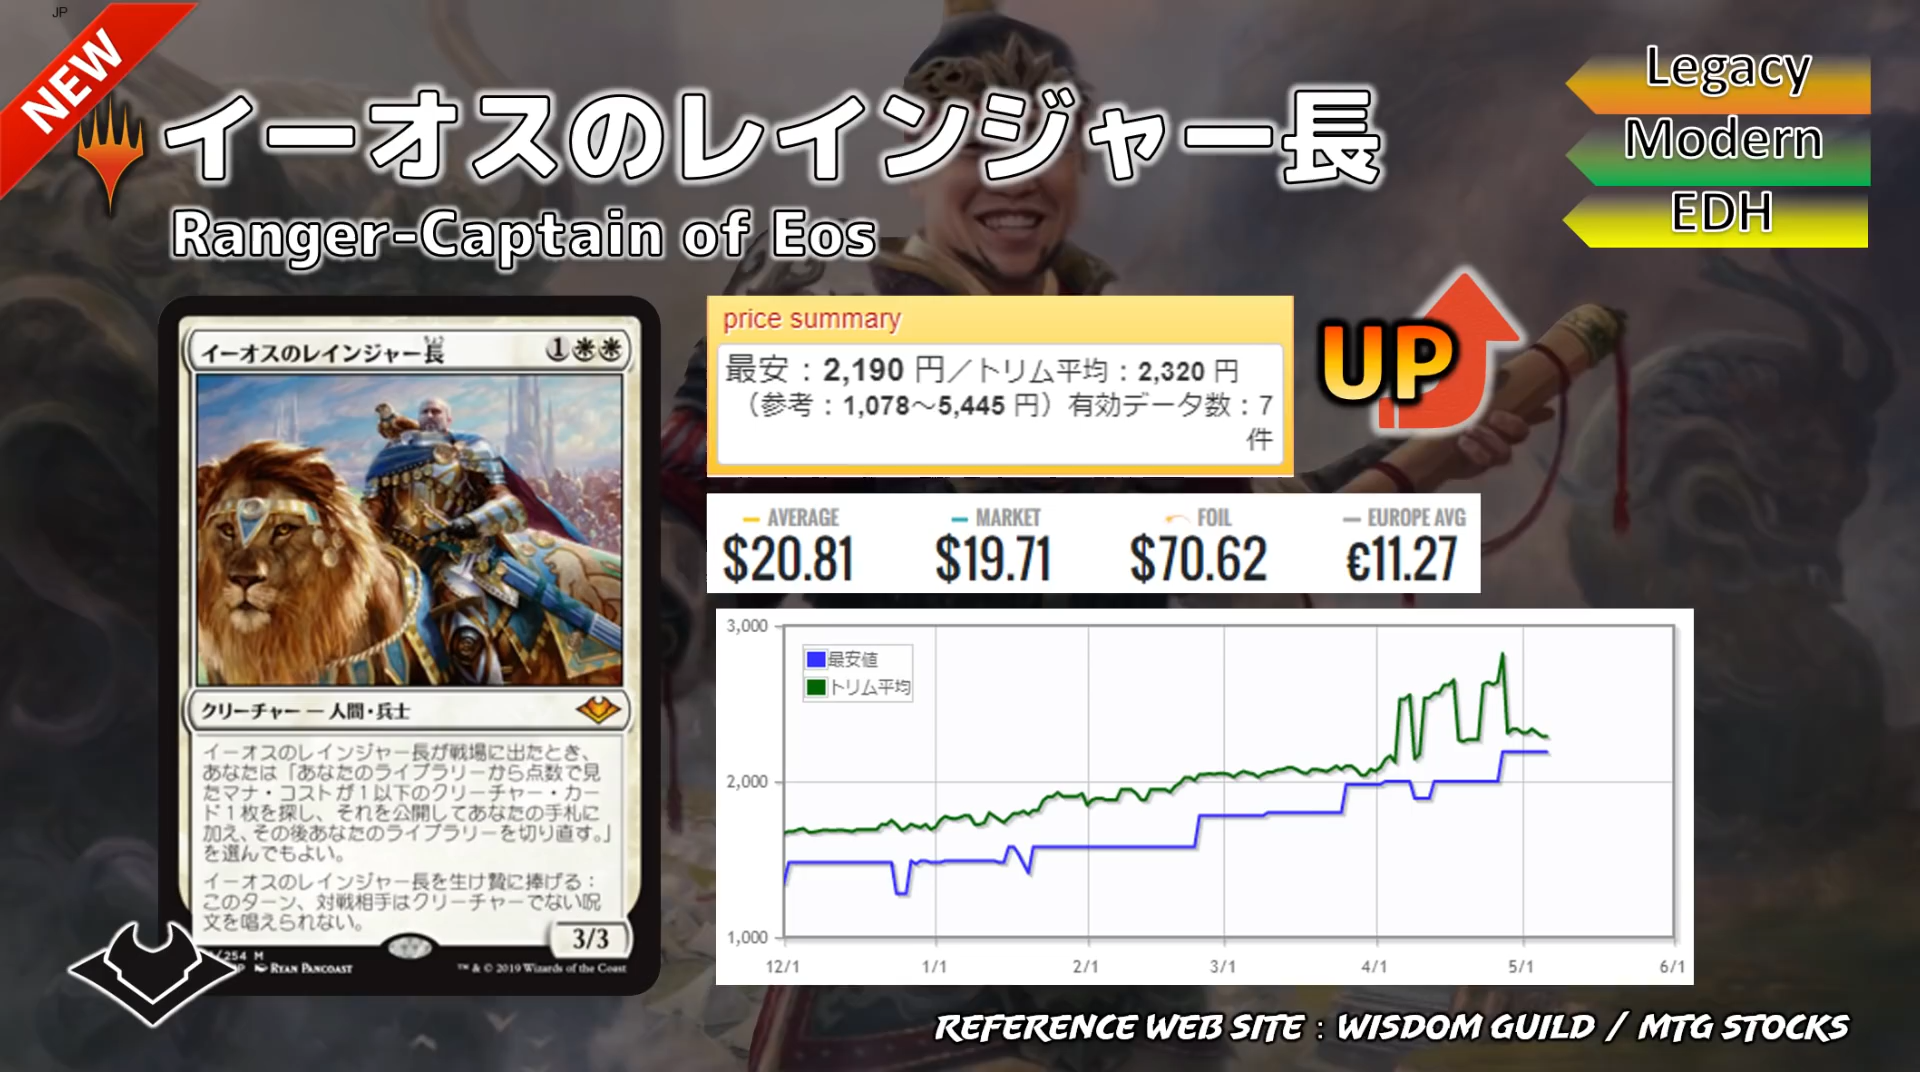 JP
NEW
イーオスのレインジャー長
Ranger-Captain of Eos
Legacy
Modern
EDH
イーオスのレインジャー長 1
クリーチャー — 人間・兵士
イーオスのレインジャー長が戦場に出たとき、
あなたは「あなたのライブラリーから点数で見
たマナ・コストが1以下のクリーチャー・カー
ド1枚を探し、それを公開してあなたの手札に
加え、その後あなたのライブラリーを切り直す。」
を選んでもよい。
イーオスのレインジャー長を生け贄に捧げる：
このターン、対戦相手はクリーチャーでない呪
文を唱えられない。
3/3
/254 M
RYAN PANCOAST
™ & © 2019 Wizards of the Coast
price summary
最安：2,190 円／トリム平均：2,320 円
（参考：1,078～5,445 円）有効データ数：7
件
UP
AVERAGE MARKET FOIL EUROPE AVG
$20.81 $19.71 $70.62 €11.27
最安値
トリム平均
3,000
2,000
1,000
12/1 1/1 2/1 3/1 4/1 5/1 6/1
REFERENCE WEB SITE : WISDOM GUILD / MTG STOCKS